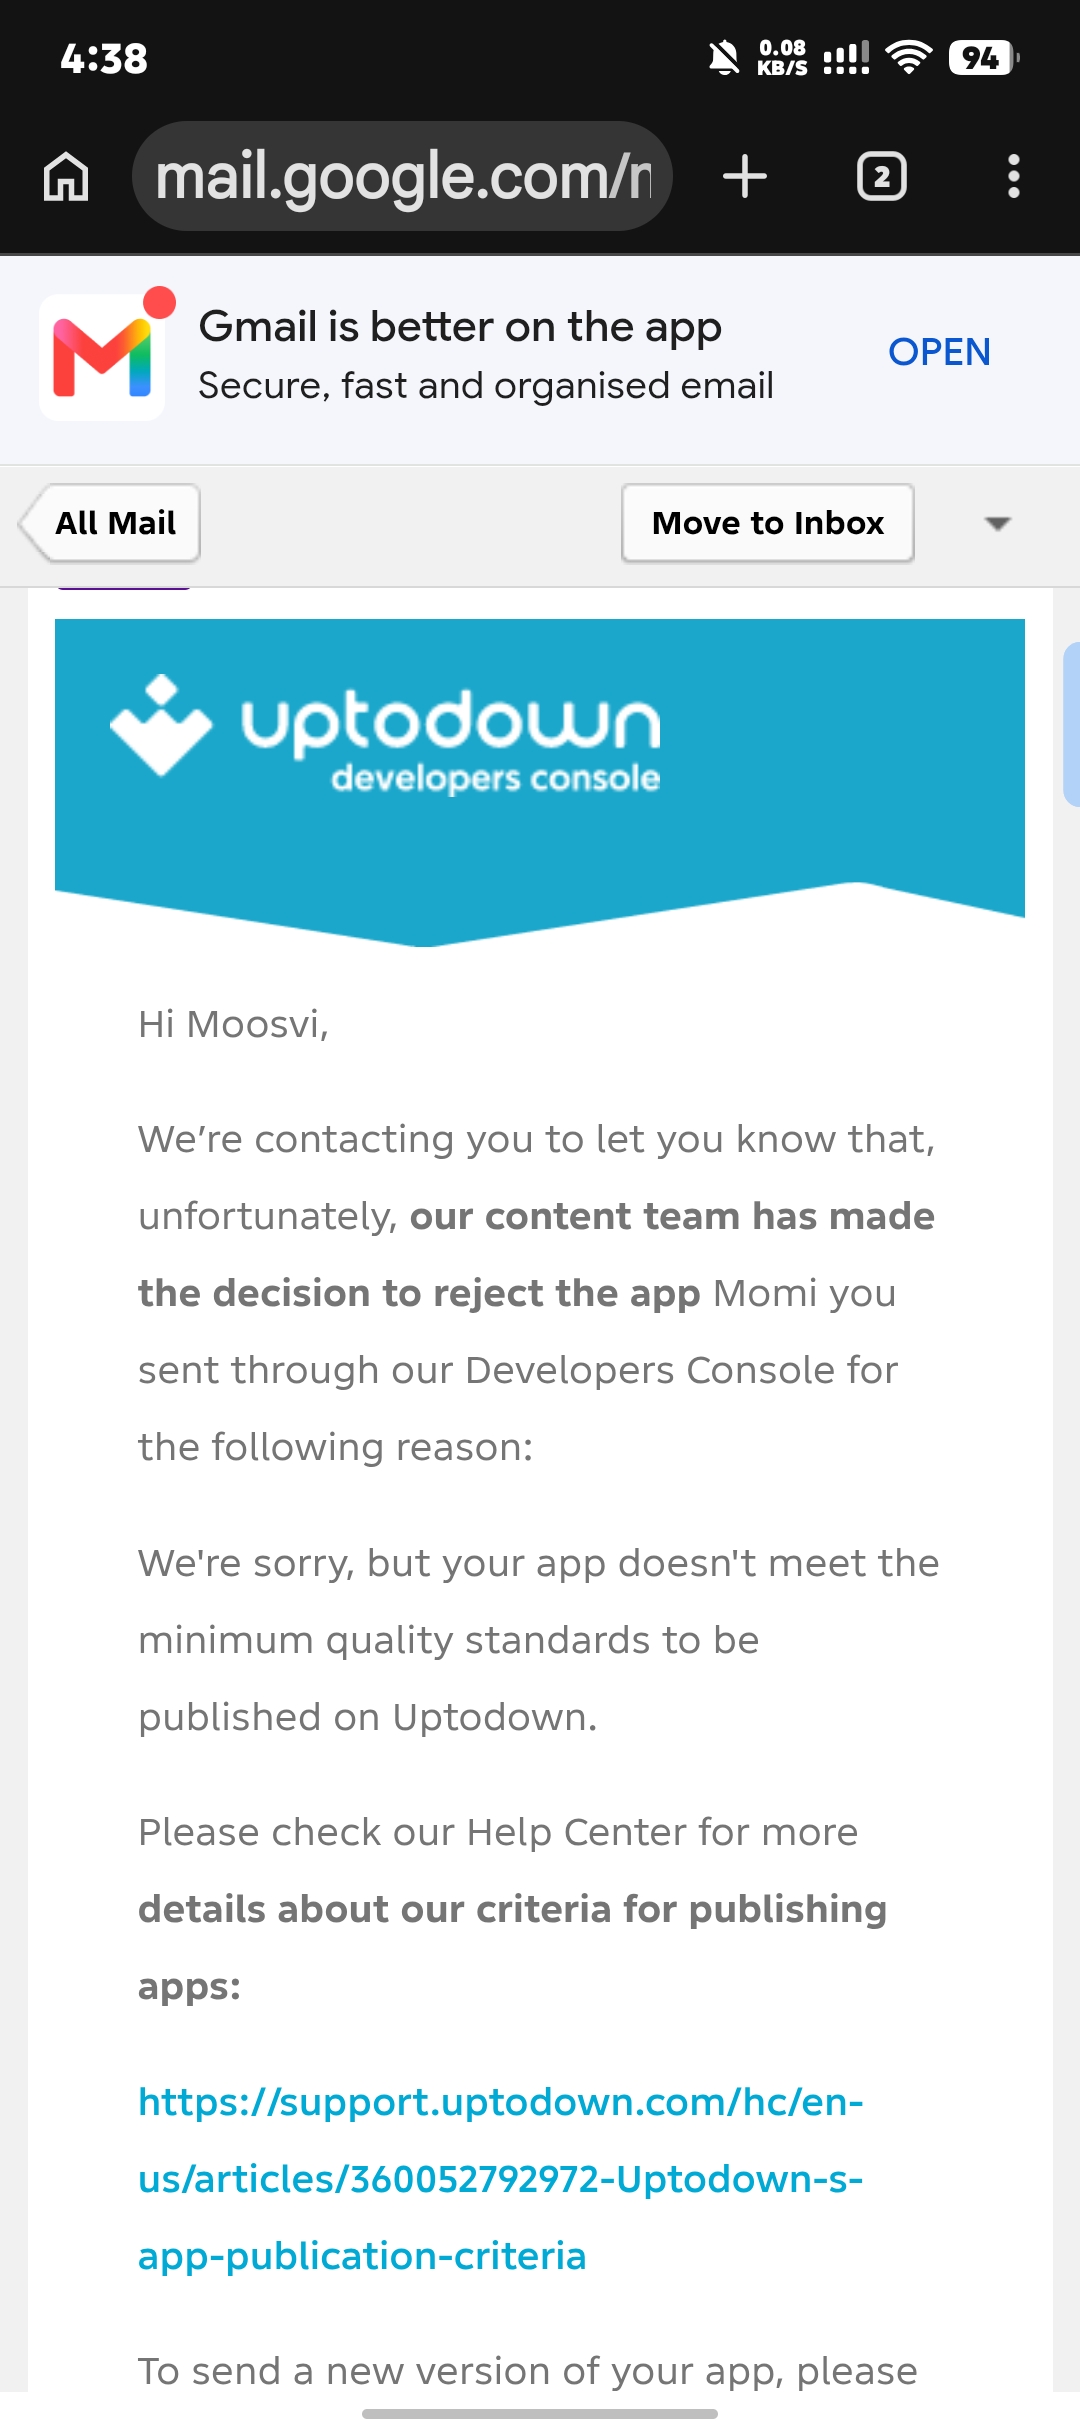 4:38
0.08
KB/S
94
mail.google.com/
2
Gmail is better on the app
Secure, fast and organised email
OPEN
All Mail
Move to Inbox
uptodown
developers console
Hi Moosvi,
We’re contacting you to let you know that,
unfortunately, our content team has made
the decision to reject the app Momi you
sent through our Developers Console for
the following reason:
We're sorry, but your app doesn't meet the
minimum quality standards to be
published on Uptodown.
Please check our Help Center for more
details about our criteria for publishing
apps:
https://support.uptodown.com/hc/en-
us/articles/360052792972-Uptodown-s-
app-publication-criteria
To send a new version of your app, please